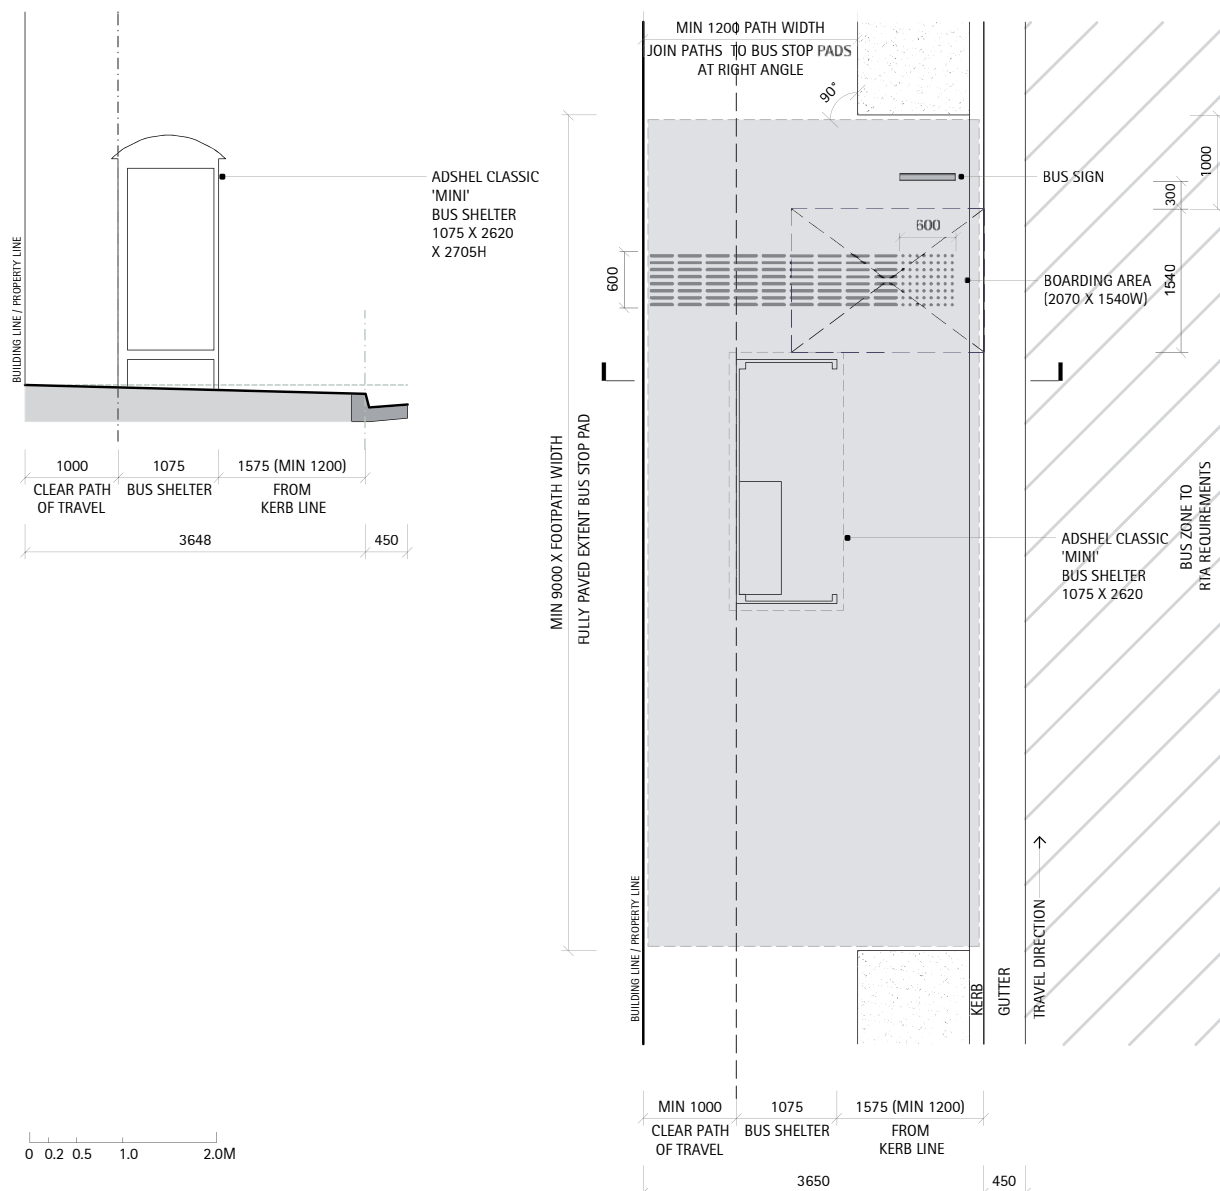 BUILDING LINE / PROPERTY LINE
ADSHEL CLASSIC
'MINI'
BUS SHELTER
1075 X 2620
X 2705H
1000
1075
1575 (MIN 1200)
CLEAR PATH
OF TRAVEL
BUS SHELTER
FROM
KERB LINE
3648
450
MIN 1200 PATH WIDTH
JOIN PATHS TO BUS STOP PADS
AT RIGHT ANGLE
90°
BUS SIGN
1000
300
600
600
BOARDING AREA
(2070 X 1540W)
1540
MIN 9000 X FOOTPATH WIDTH
FULLY PAVED EXTENT BUS STOP PAD
ADSHEL CLASSIC
'MINI'
BUS SHELTER
1075 X 2620
BUS ZONE TO
RTA REQUIREMENTS
BUILDING LINE / PROPERTY LINE
KERB
GUTTER
TRAVEL DIRECTION
MIN 1000
1075
1575 (MIN 1200)
CLEAR PATH
OF TRAVEL
BUS SHELTER
FROM
KERB LINE
3650
450
0 0.2 0.5 1.0 2.0M